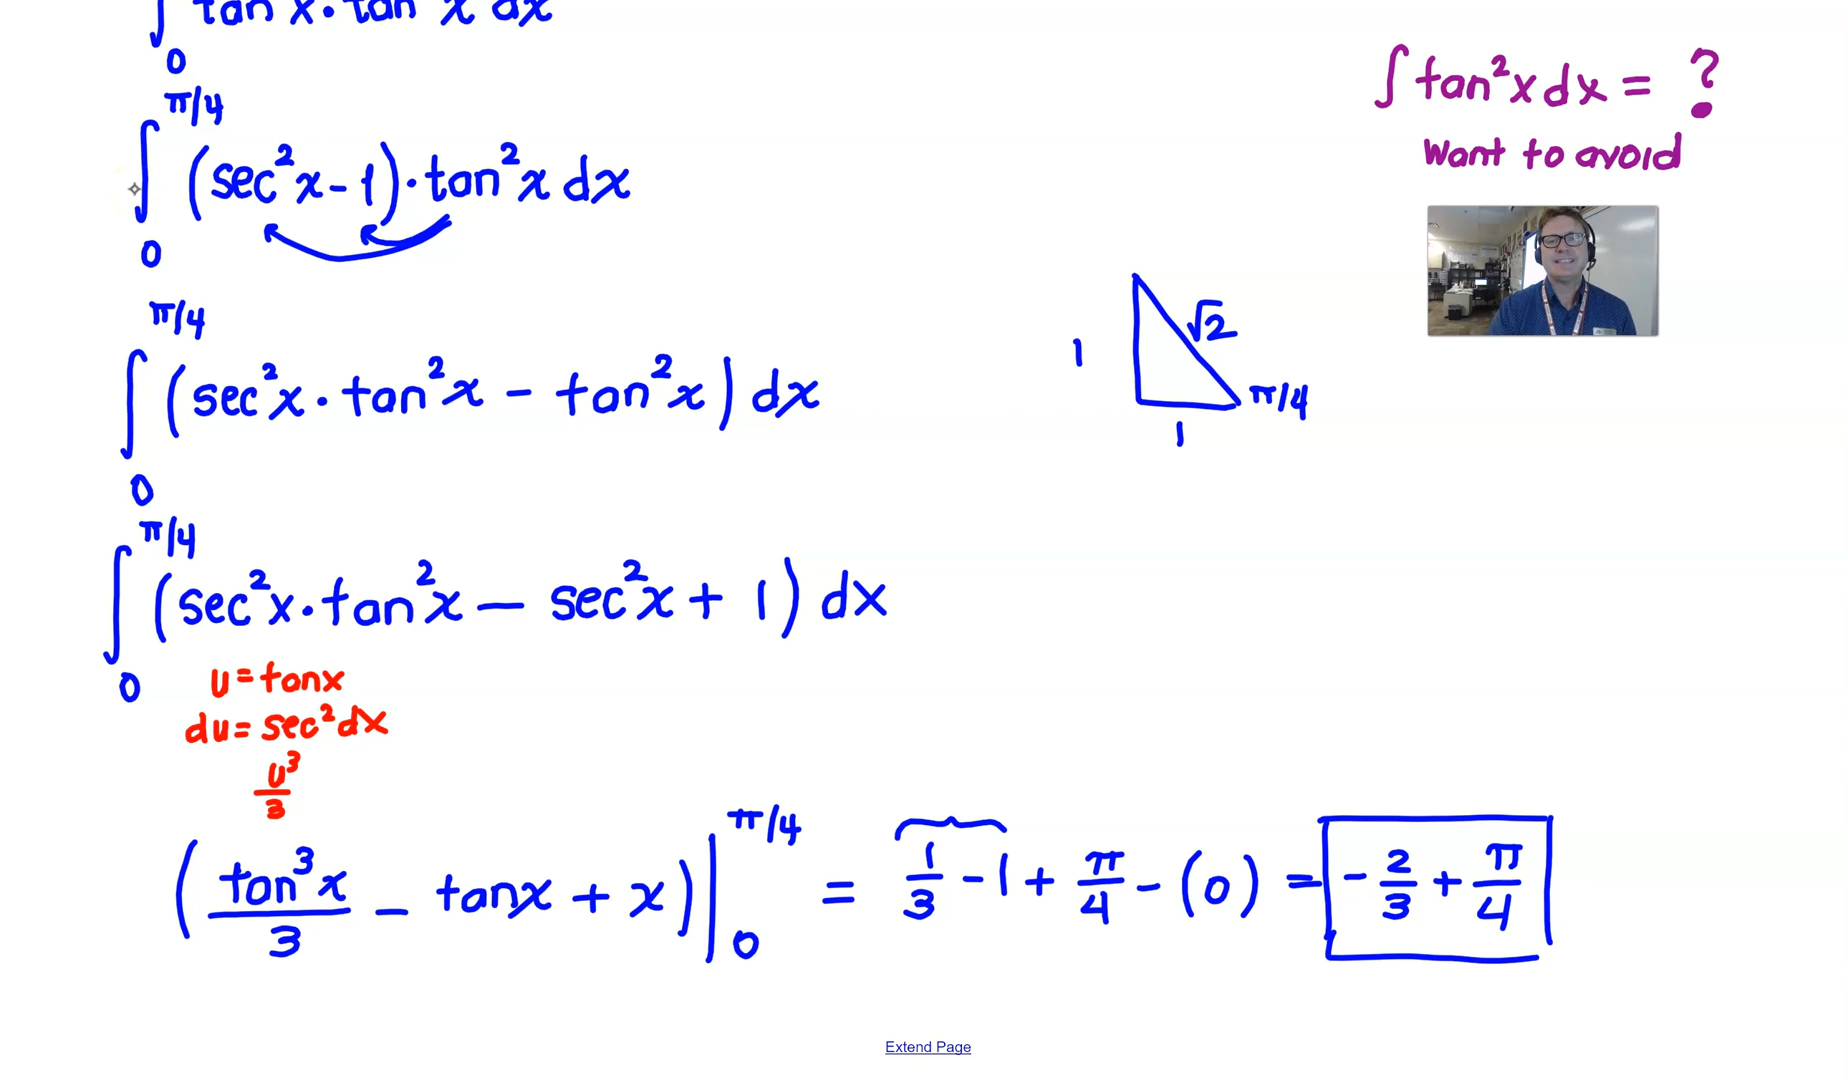 ∫₀ tan x · tan x dx
∫₀^(π/4) (sec²x - 1) · tan²x dx
∫₀^(π/4) (sec²x · tan²x - tan²x) dx
∫₀^(π/4) (sec²x · tan²x - sec²x + 1) dx
u = tanx
du = sec²dx
u³/3
(tan³x/3 - tanx + x)|₀^(π/4) = 1/3 - 1 + π/4 - (0) = -2/3 + π/4
∫ tan²x dx = ?
Want to avoid
1
√2
π/4
1
Extend Page